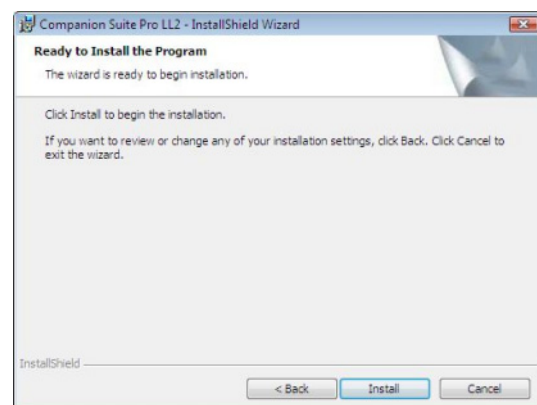 Companion Suite Pro LL2 - InstallShield Wizard
Ready to Install the Program
The wizard is ready to begin installation.
Click Install to begin the installation.
If you want to review or change any of your installation settings, click Back. Click Cancel to
exit the wizard.
InstallShield
< Back Install Cancel